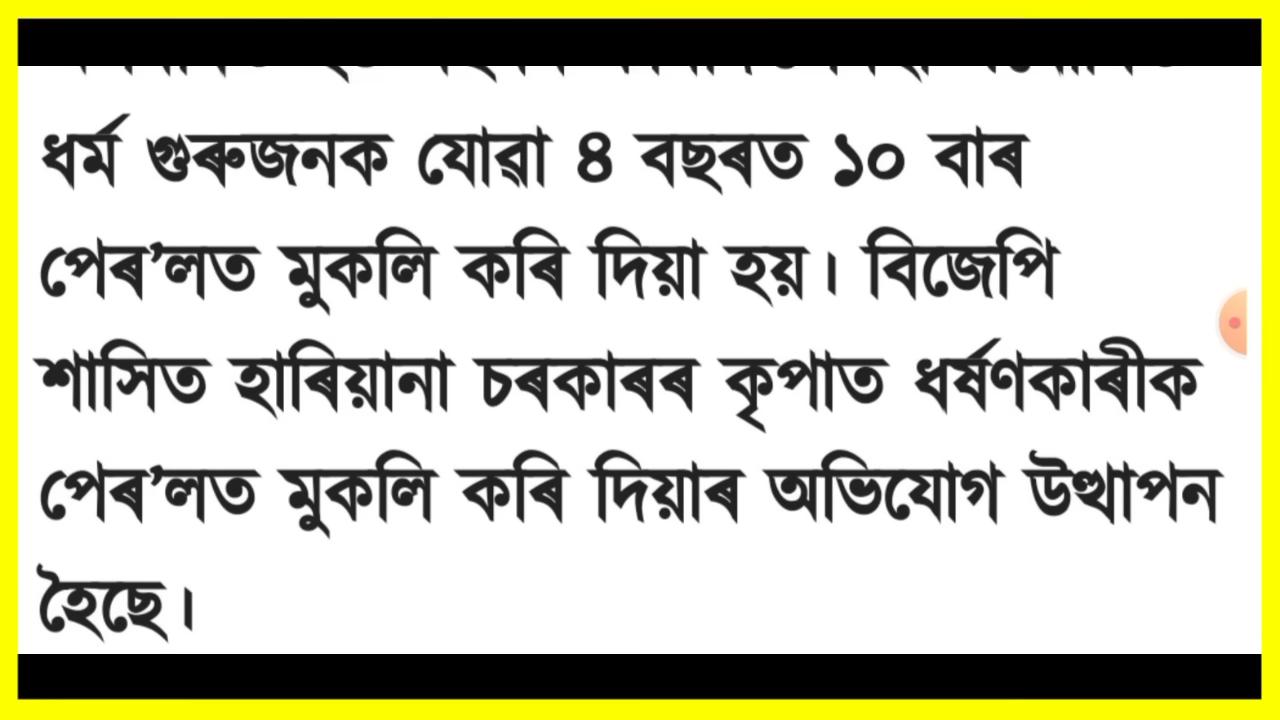 ধৰ্ম গুৰুজনক যোৱা ৪ বছৰত ১০ বাৰ
পেৰ’লত মুকলি কৰি দিয়া হয়। বিজেপি
শাসিত হাৰিয়ানা চৰকাৰৰ কৃপাত ধৰ্ষণকাৰীক
পেৰ’লত মুকলি কৰি দিয়াৰ অভিযোগ উত্থাপন
হৈছে।